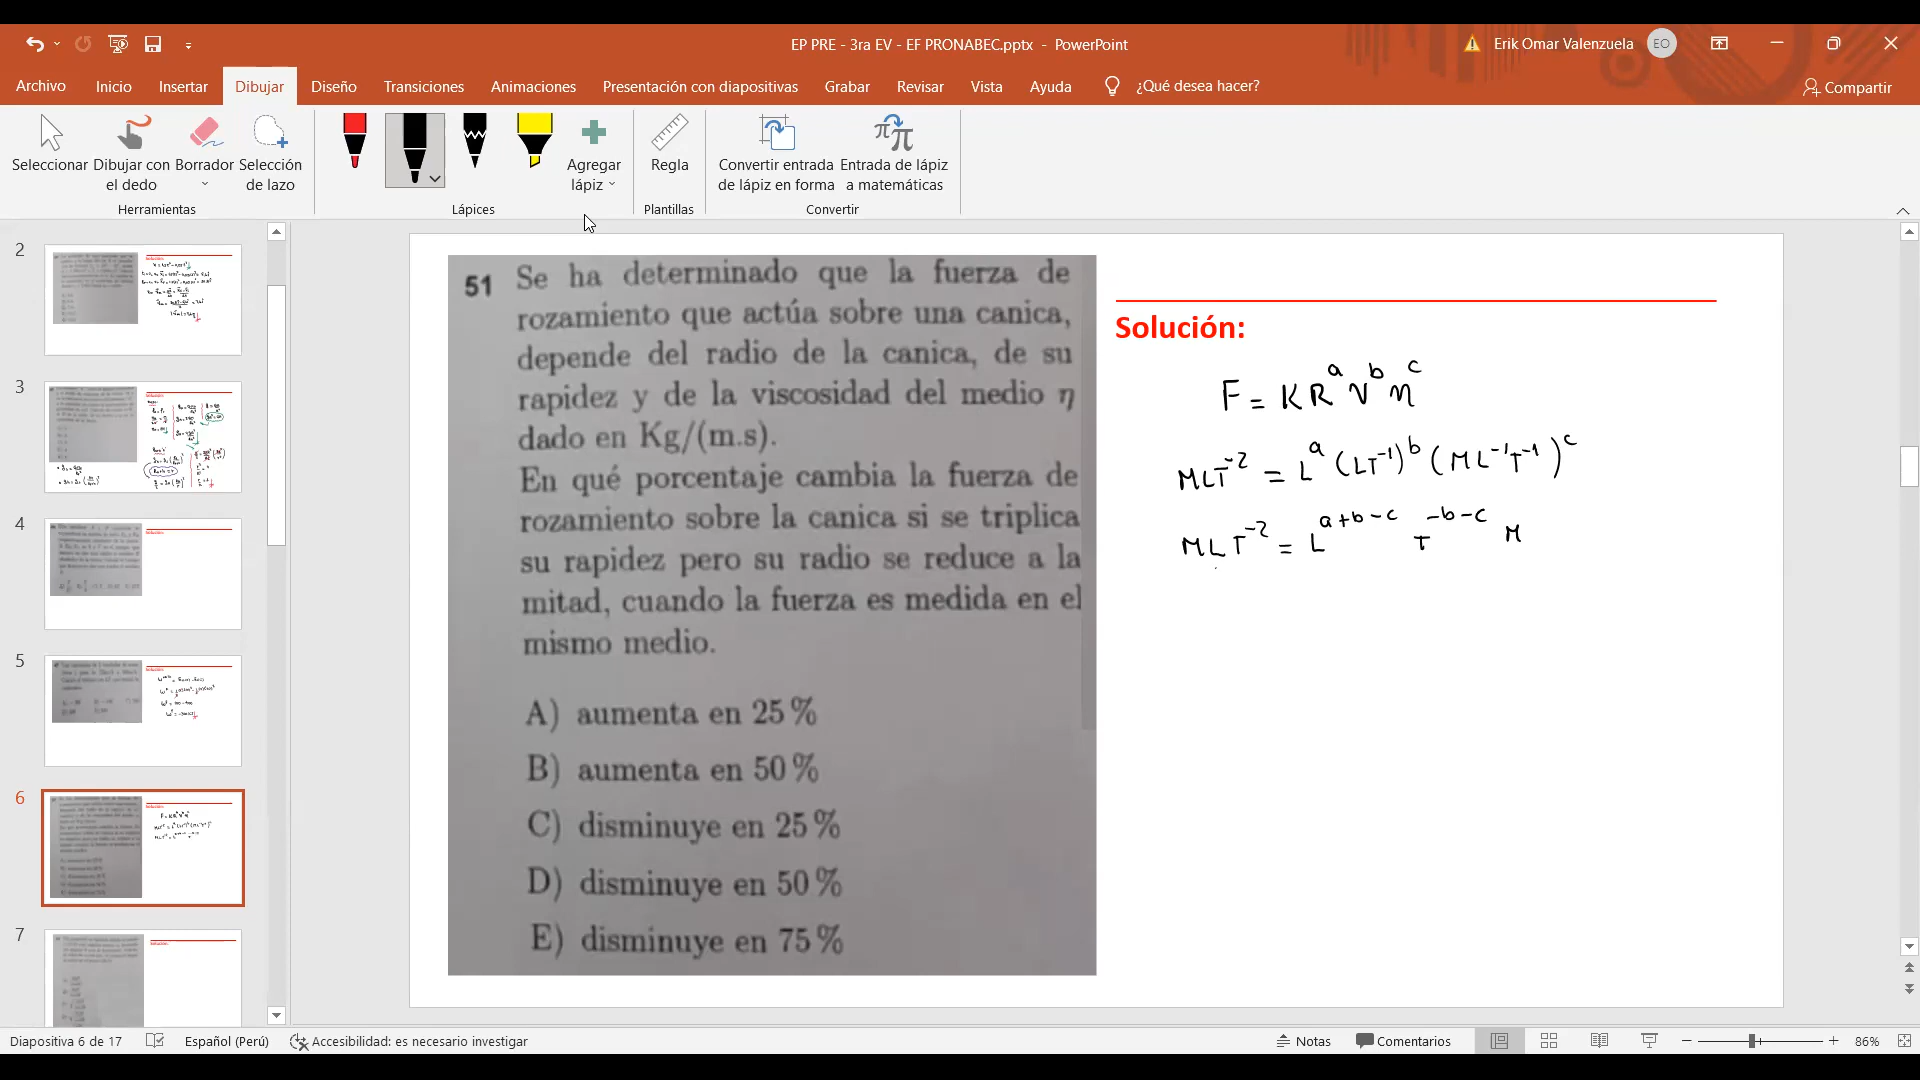 EP PRE - 3ra EV - EF PRONABEC.pptx - PowerPoint
Erik Omar Valenzuela
EO
Archivo Inicio Insertar Dibujar Diseño Transiciones Animaciones Presentación con diapositivas Grabar Revisar Vista Ayuda ¿Qué desea hacer? Compartir
Seleccionar Dibujar con el dedo Borrador Selección de lazo
Agregar lápiz
Regla
Convertir entrada de lápiz en forma
Entrada de lápiz a matemáticas
Herramientas Lápices Plantillas Convertir
2
3
4
5
6
7
51 Se ha determinado que la fuerza de
rozamiento que actúa sobre una canica,
depende del radio de la canica, de su
rapidez y de la viscosidad del medio η
dado en Kg/(m.s).
En qué porcentaje cambia la fuerza de
rozamiento sobre la canica si se triplica
su rapidez pero su radio se reduce a la
mitad, cuando la fuerza es medida en el
mismo medio.
A) aumenta en 25 %
B) aumenta en 50 %
C) disminuye en 25 %
D) disminuye en 50 %
E) disminuye en 75 %
Solución:
F = K R^a V^b η^c
MLT^-2 = L^a (LT^-1)^b (ML^-1T^-1)^c
MLT^-2 = L^a+b-c T^-b-c M
Diapositiva 6 de 17 Español (Perú) Accesibilidad: es necesario investigar Notas Comentarios 86%